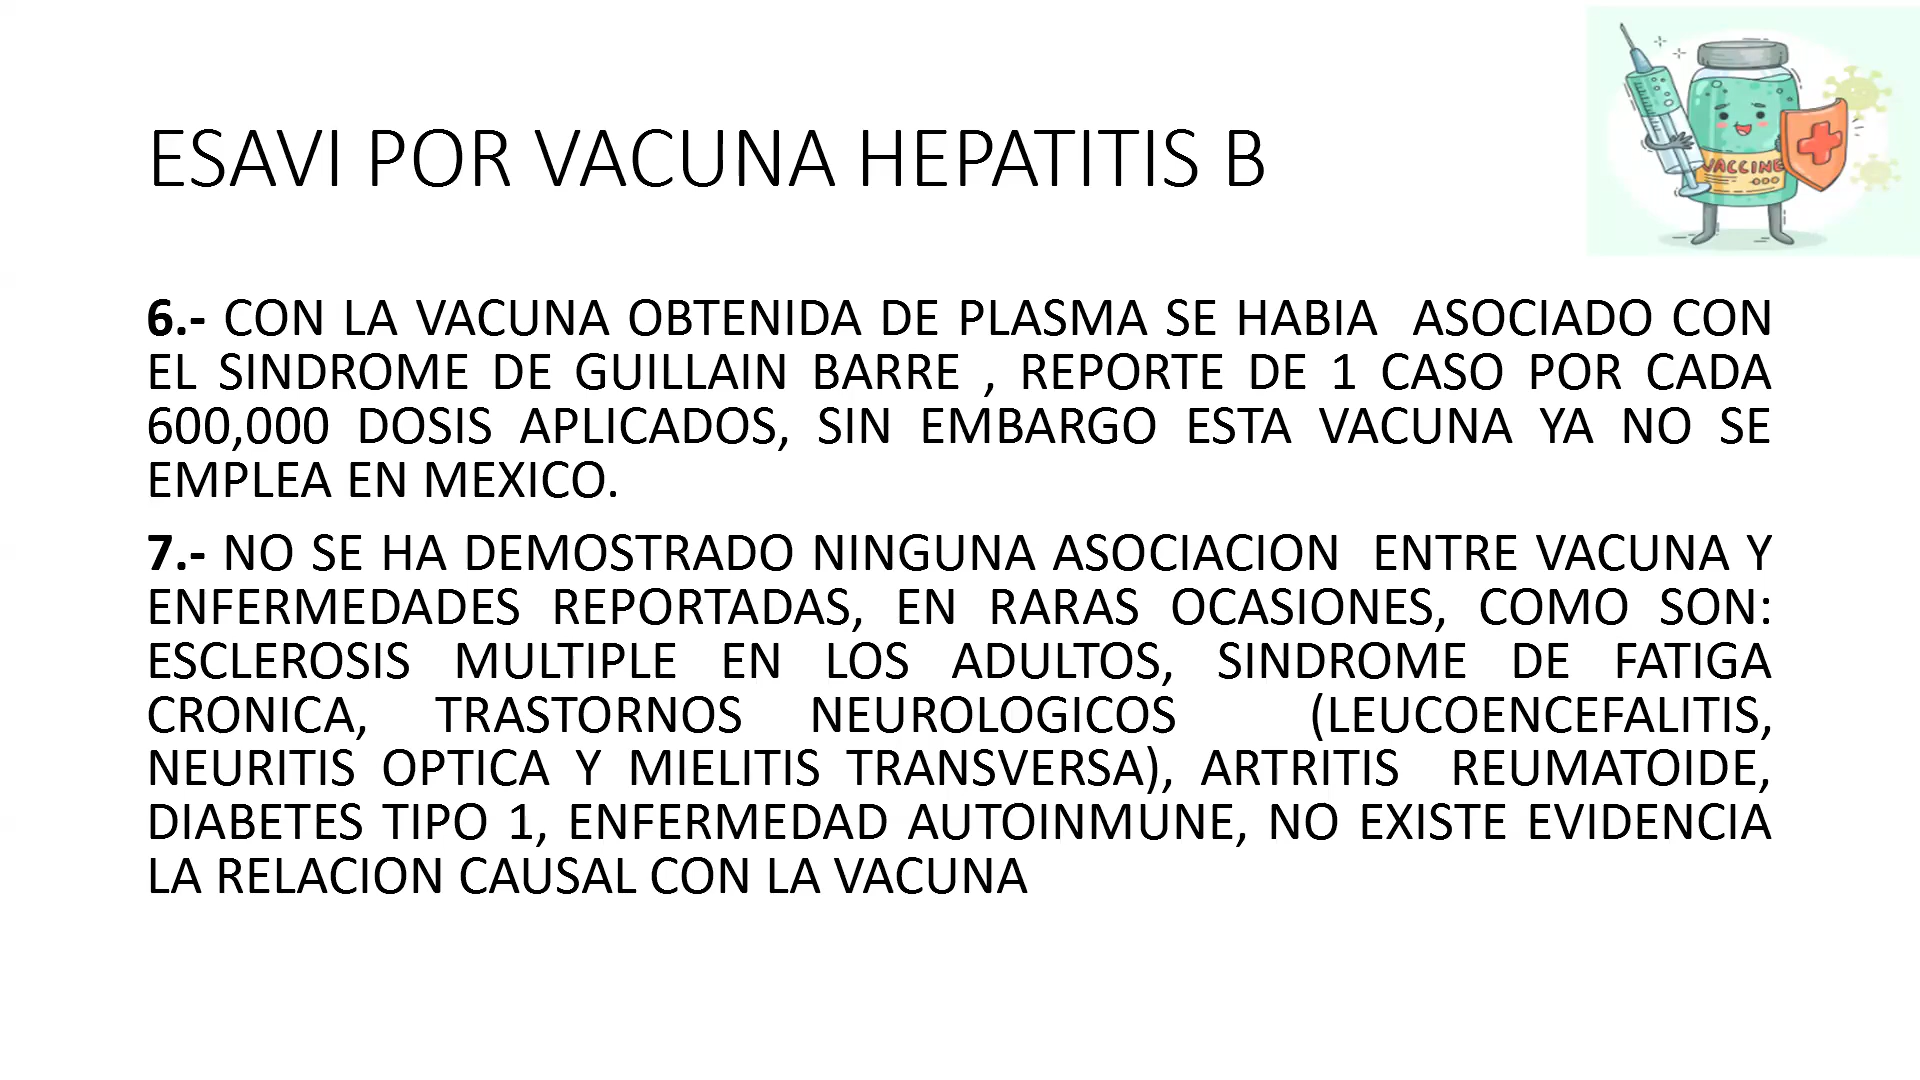 ESAVI POR VACUNA HEPATITIS B
VACCINE
6.- CON LA VACUNA OBTENIDA DE PLASMA SE HABIA ASOCIADO CON
EL SINDROME DE GUILLAIN BARRE , REPORTE DE 1 CASO POR CADA
600,000 DOSIS APLICADOS, SIN EMBARGO ESTA VACUNA YA NO SE
EMPLEA EN MEXICO.
7.- NO SE HA DEMOSTRADO NINGUNA ASOCIACION ENTRE VACUNA Y
ENFERMEDADES REPORTADAS, EN RARAS OCASIONES, COMO SON:
ESCLEROSIS MULTIPLE EN LOS ADULTOS, SINDROME DE FATIGA
CRONICA, TRASTORNOS NEUROLOGICOS (LEUCOENCEFALITIS,
NEURITIS OPTICA Y MIELITIS TRANSVERSA), ARTRITIS REUMATOIDE,
DIABETES TIPO 1, ENFERMEDAD AUTOINMUNE, NO EXISTE EVIDENCIA
LA RELACION CAUSAL CON LA VACUNA